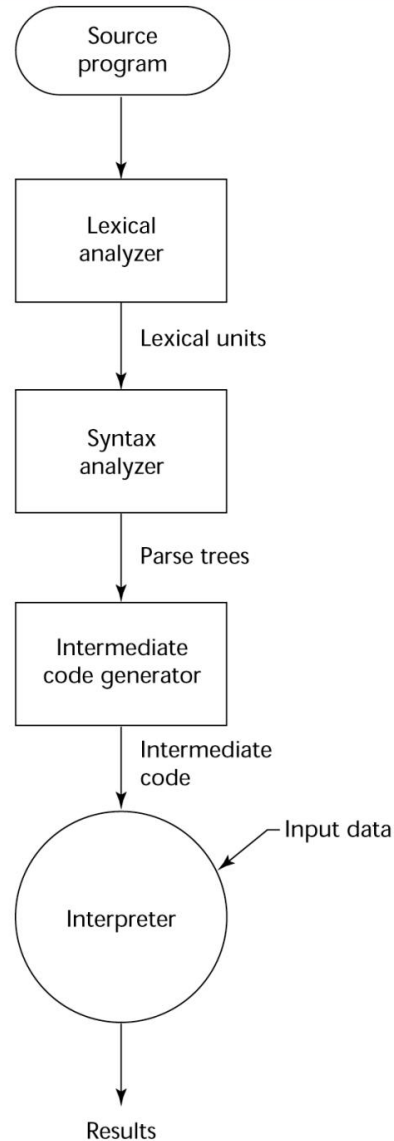 Source
program
Lexical
analyzer
Lexical units
Syntax
analyzer
Parse trees
Intermediate
code generator
Intermediate
code
Input data
Interpreter
Results